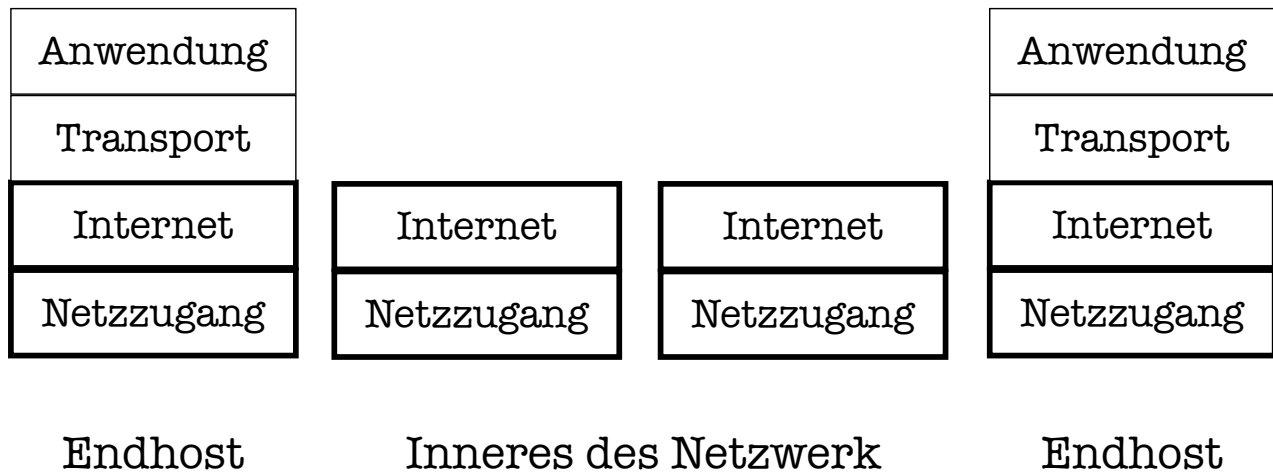 Anwendung
Anwendung
Transport
Transport
Internet
Internet
Internet
Internet
Netzzugang
Netzzugang
Netzzugang
Netzzugang
Endhost
Inneres des Netzwerk
Endhost